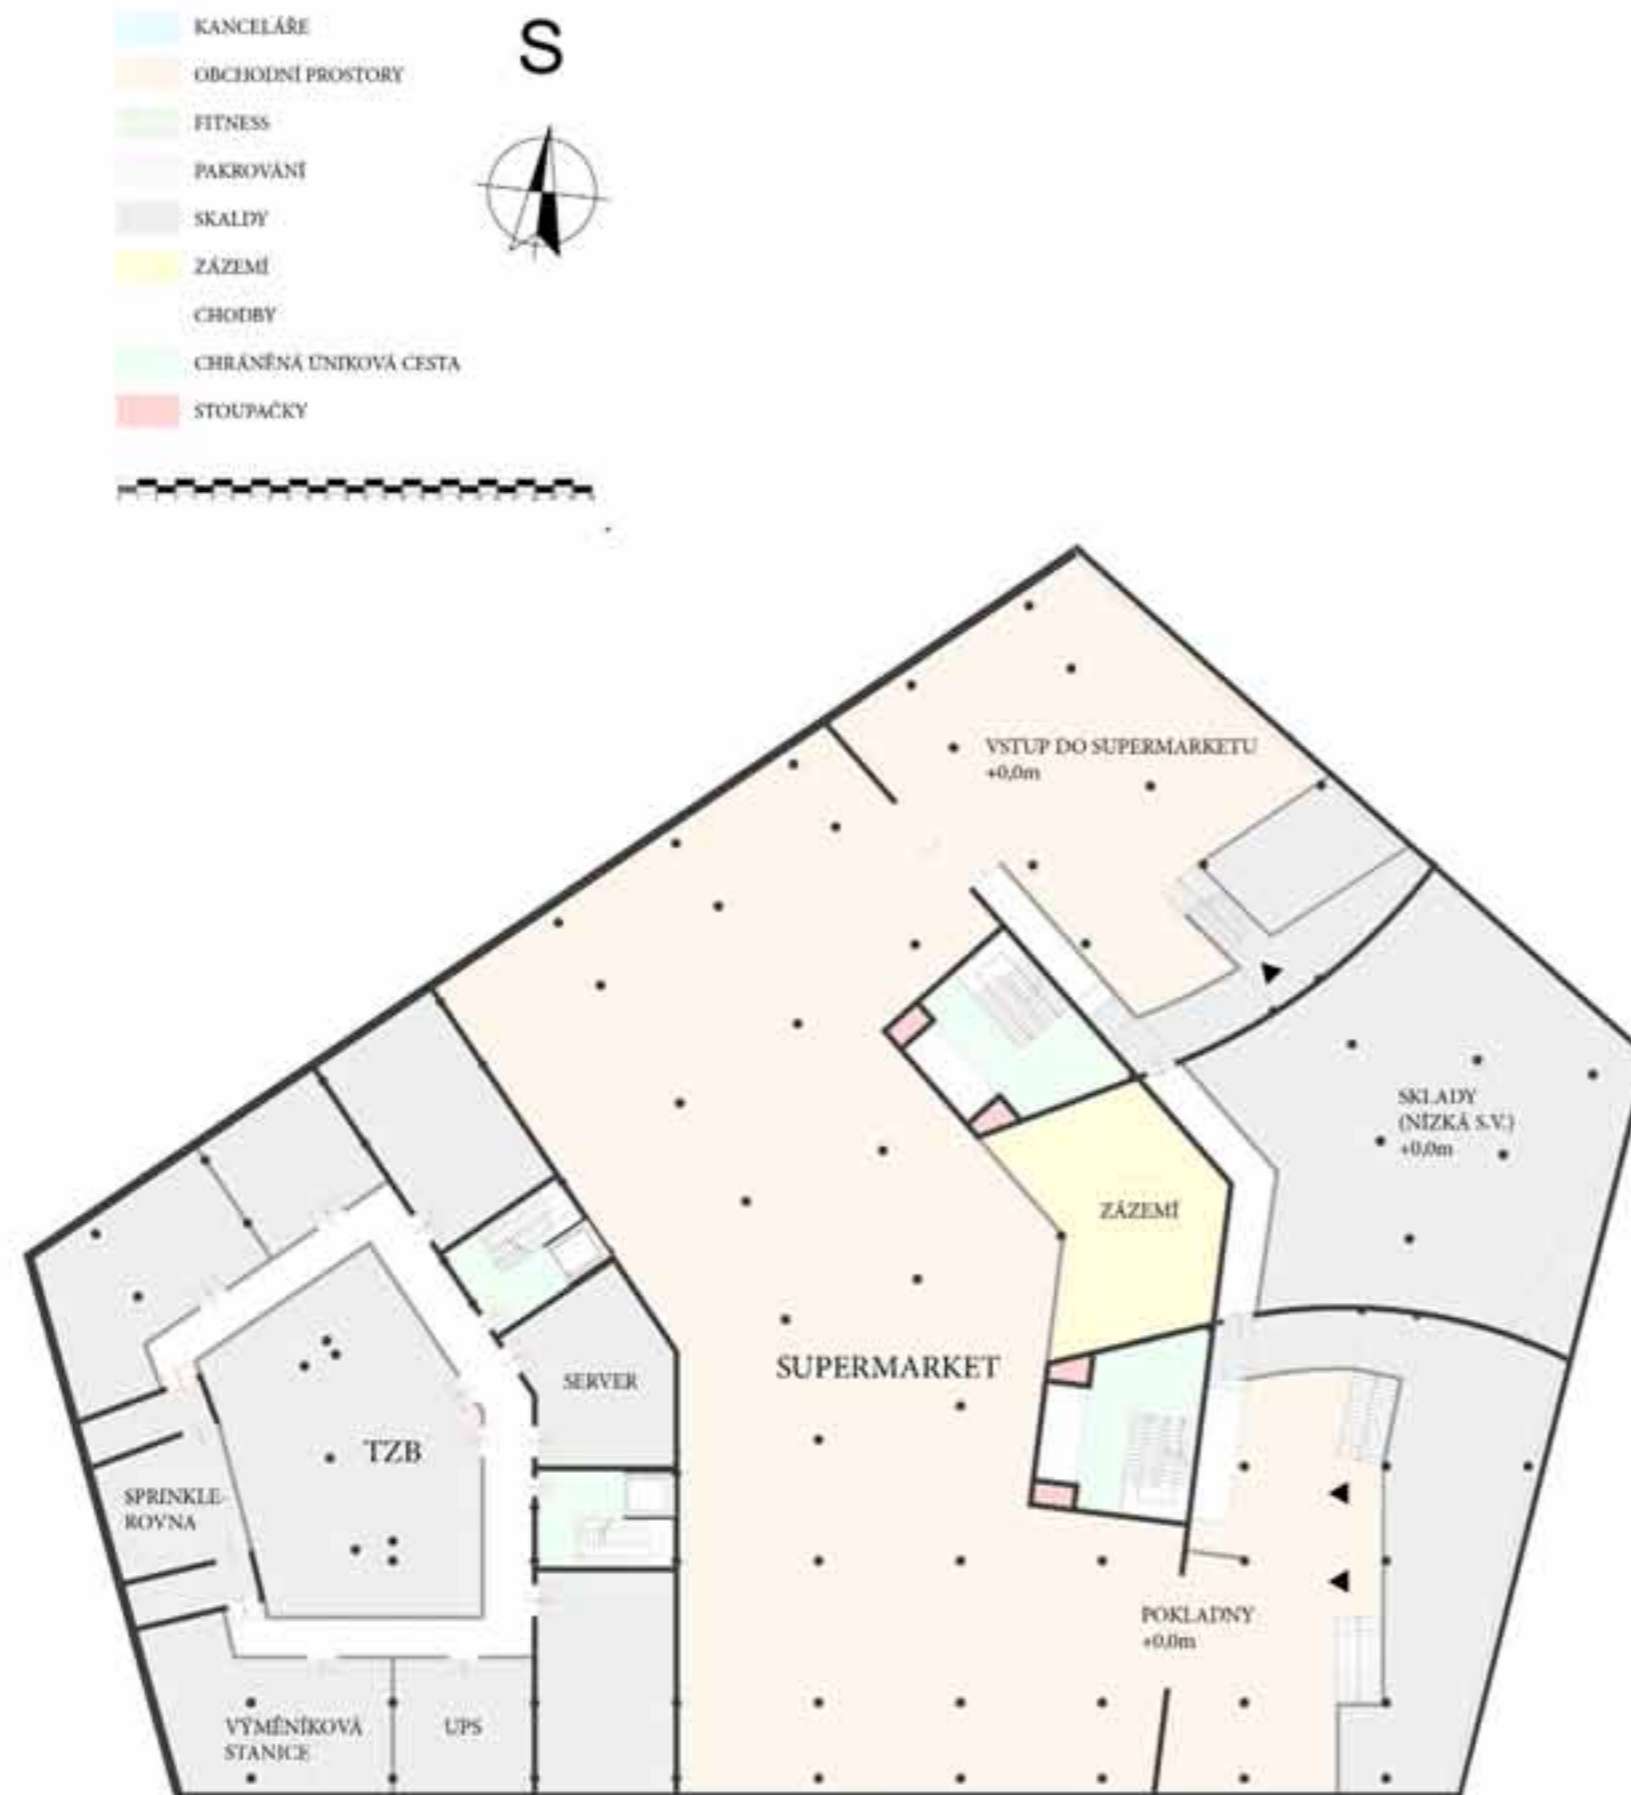 KANCELÁŘE
OBCHODNÍ PROSTORY
FITNESS
PAKROVÁNÍ
SKALDY
ZÁZEMÍ
CHODBY
CHRÁNĚNÁ ÚNIKOVÁ CESTA
STOUPAČKY
S
VSTUP DO SUPERMARKETU
+0,0m
SKLADY
(NÍZKÁ S.V.)
+0,0m
ZÁZEMÍ
SUPERMARKET
SERVER
TZB
SPRINKLE-
ROVNA
POKLADNY
+0,0m
VÝMĚNÍKOVÁ
STANICE
UPS